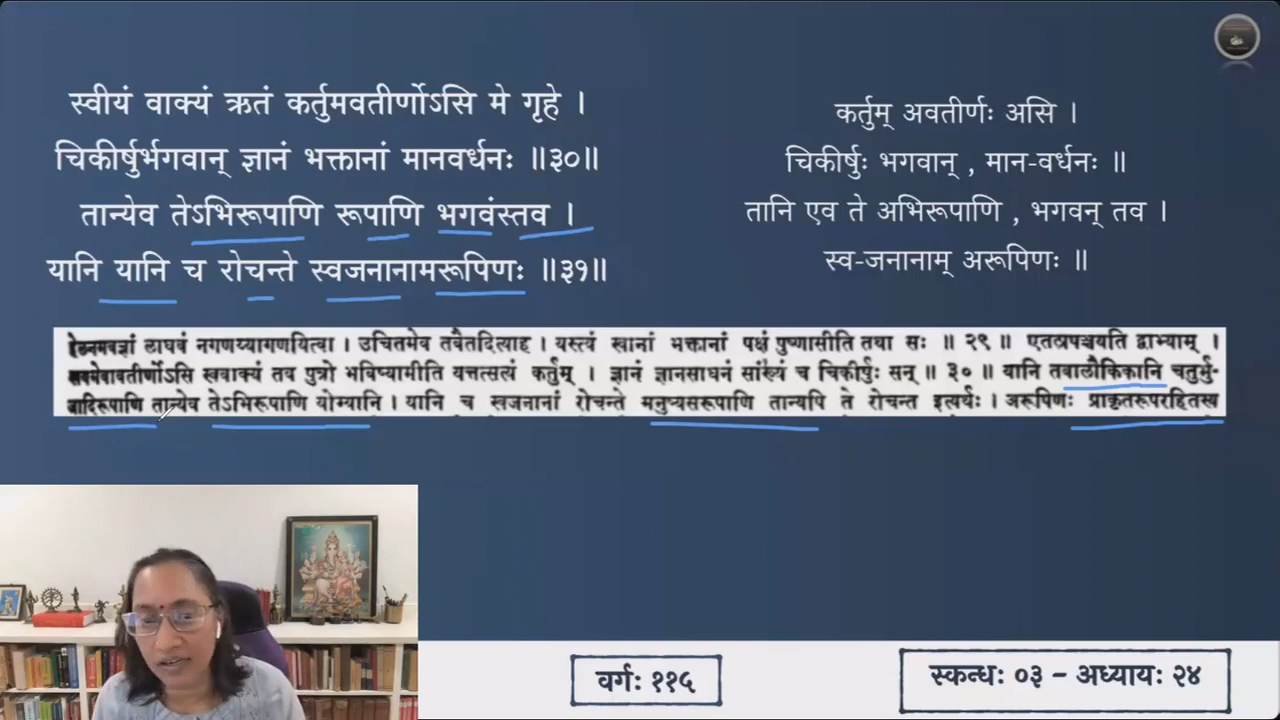 स्वीयं वाक्यं ऋतं कर्तुमवतीर्णोऽसि मे गृहे ।
चिकीर्षुर्भगवान् ज्ञानं भक्तानां मानवर्धनः ॥३०॥
तान्येव तेऽभिरूपाणि रूपाणि भगवंस्तव ।
यानि यानि च रोचन्ते स्वजनानामरूपिणः ॥३१॥
कर्तुम् अवतीर्णः असि ।
चिकीर्षुः भगवान् , मान-वर्धनः ॥
तानि एव ते अभिरूपाणि , भगवन् तव ।
स्व-जनानाम् अरूपिणः ॥
लाघवं नगणय्यागणयित्वा । उचितमेव तवैतदित्याह । यस्त्वं स्वानां भक्तानां पक्षं पुष्णासीति तथा सः ॥ २९ ॥ एतत्प्रपञ्चयति द्वाभ्याम् ।
स्ववाक्यं तव पुत्रो भविष्यामीति यत्तत्सत्यं कर्तुम् । ज्ञानं ज्ञानसाधनं सांख्यं च चिकीर्षुः सन् ॥ ३० ॥ यानि तवालौकिकानि चतुर्भु-
जादिरूपाणि तान्येव तेऽभिरूपाणि योग्यानि । यानि च स्वजनानां रोचन्ते मनुष्यसरूपाणि तान्यपि ते रोचन्त इत्यर्थः । अरूपिणः प्राकृतरूपरहितस्य
वर्गः ११५
स्कन्धः ०३ - अध्यायः २४